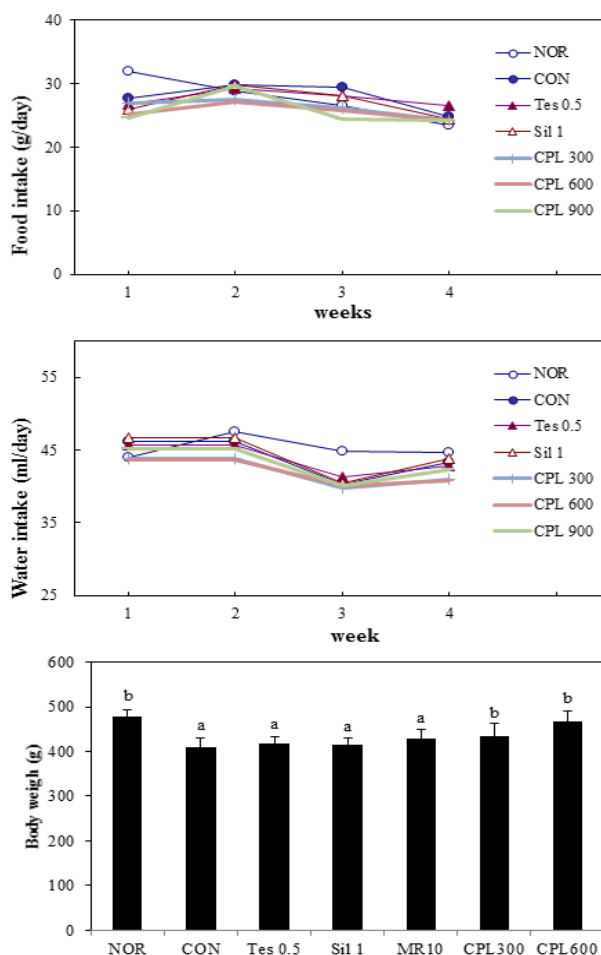 Food intake (g/day)
40
30
20
10
0
1 2 3 4
weeks
NOR
CON
Tes 0.5
Sil 1
CPL 300
CPL 600
CPL 900
Water intake (ml/day)
55
45
35
25
1 2 3 4
week
NOR
CON
Tes 0.5
Sil 1
CPL 300
CPL 600
CPL 900
Body weigh (g)
600
500
400
300
200
100
0
b a a a a b b
NOR CON Tes 0.5 Sil 1 MR10 CPL300 CPL600